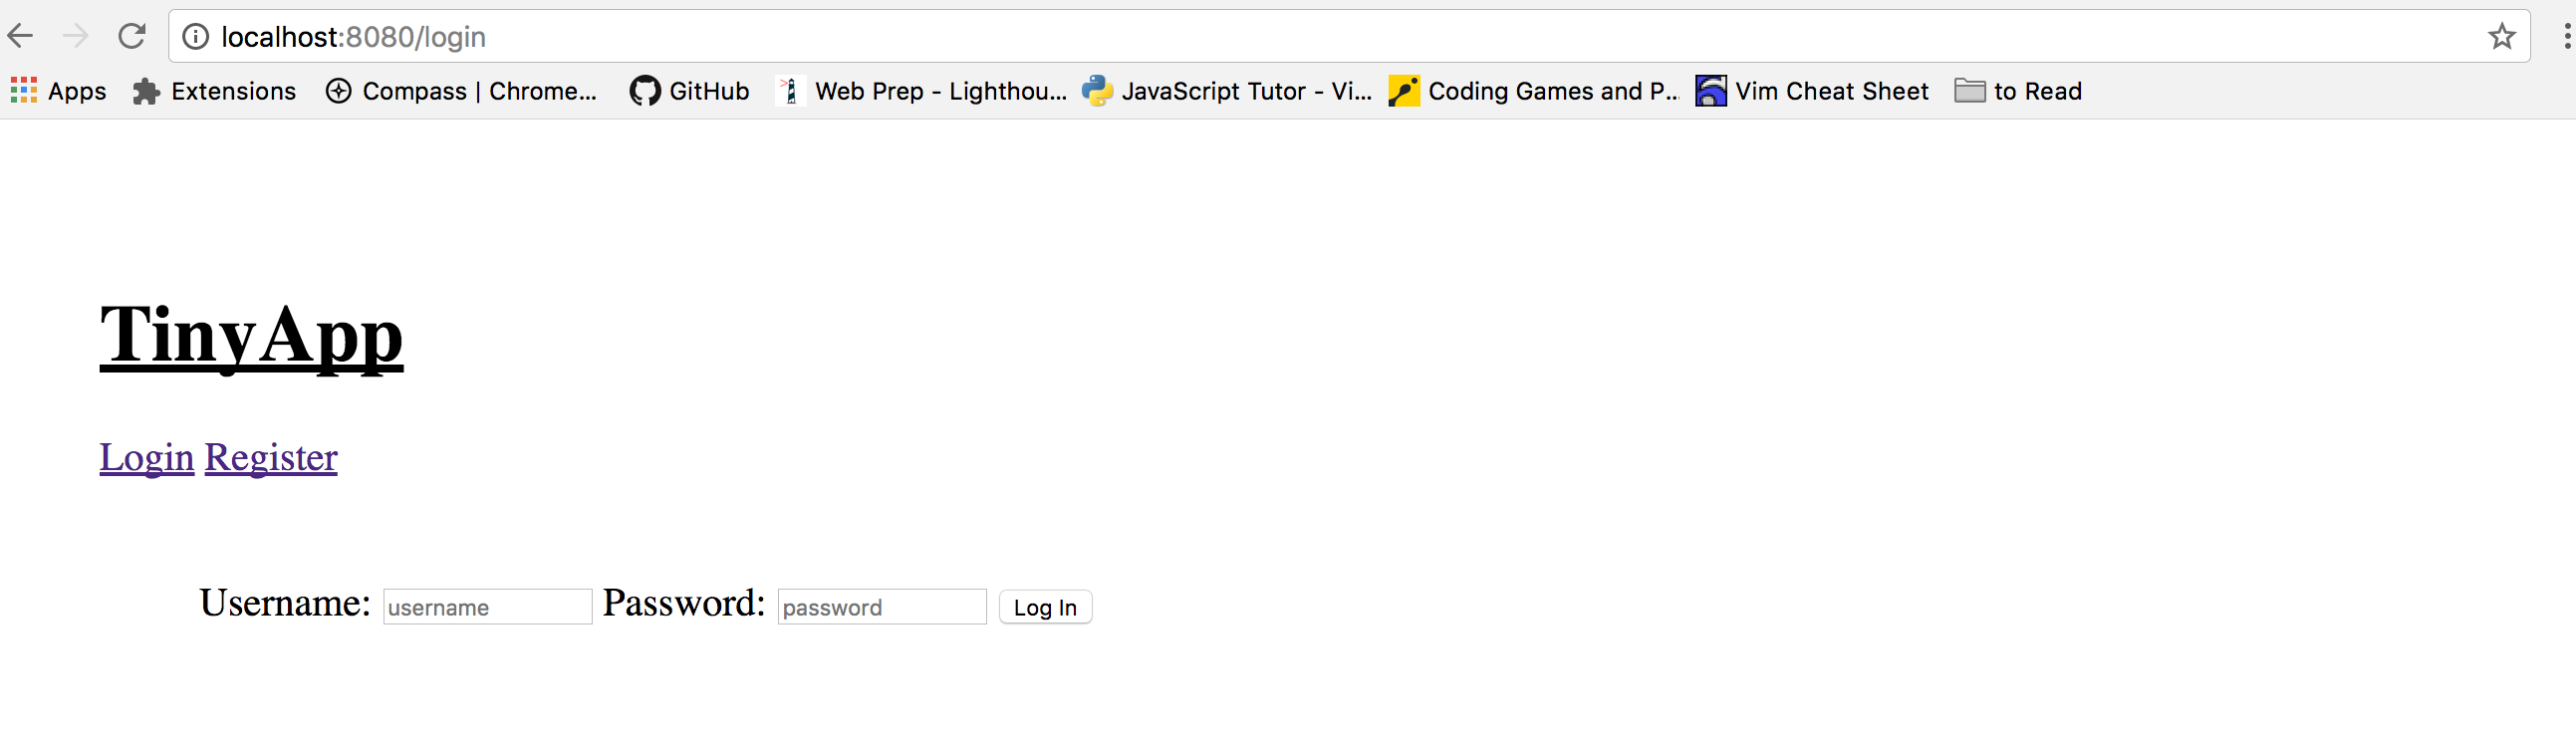 localhost:8080/login
Apps Extensions Compass | Chrome... GitHub Web Prep - Lighthou... JavaScript Tutor - Vi... Coding Games and P... Vim Cheat Sheet to Read
TinyApp
Login Register
Username: username Password: password Log In